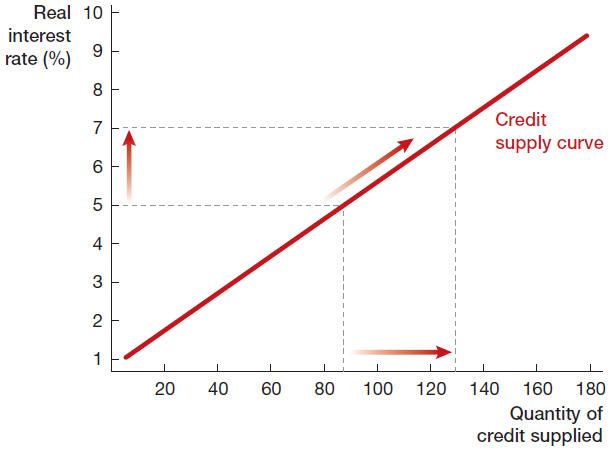 Real
interest
rate (%)
10
9
8
7
6
5
4
3
2
1
Credit
supply curve
20 40 60 80 100 120 140 160 180
Quantity of
credit supplied